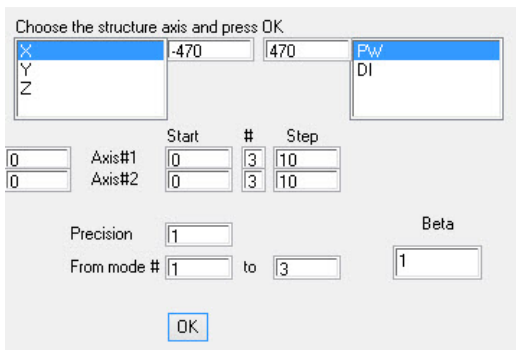 Choose the structure axis and press OK
X -470 470 PW
Y DI
Z
Start # Step
0 Axis#1 0 3 10
0 Axis#2 0 3 10
Precision 1 Beta
From mode # 1 to 3 1
OK